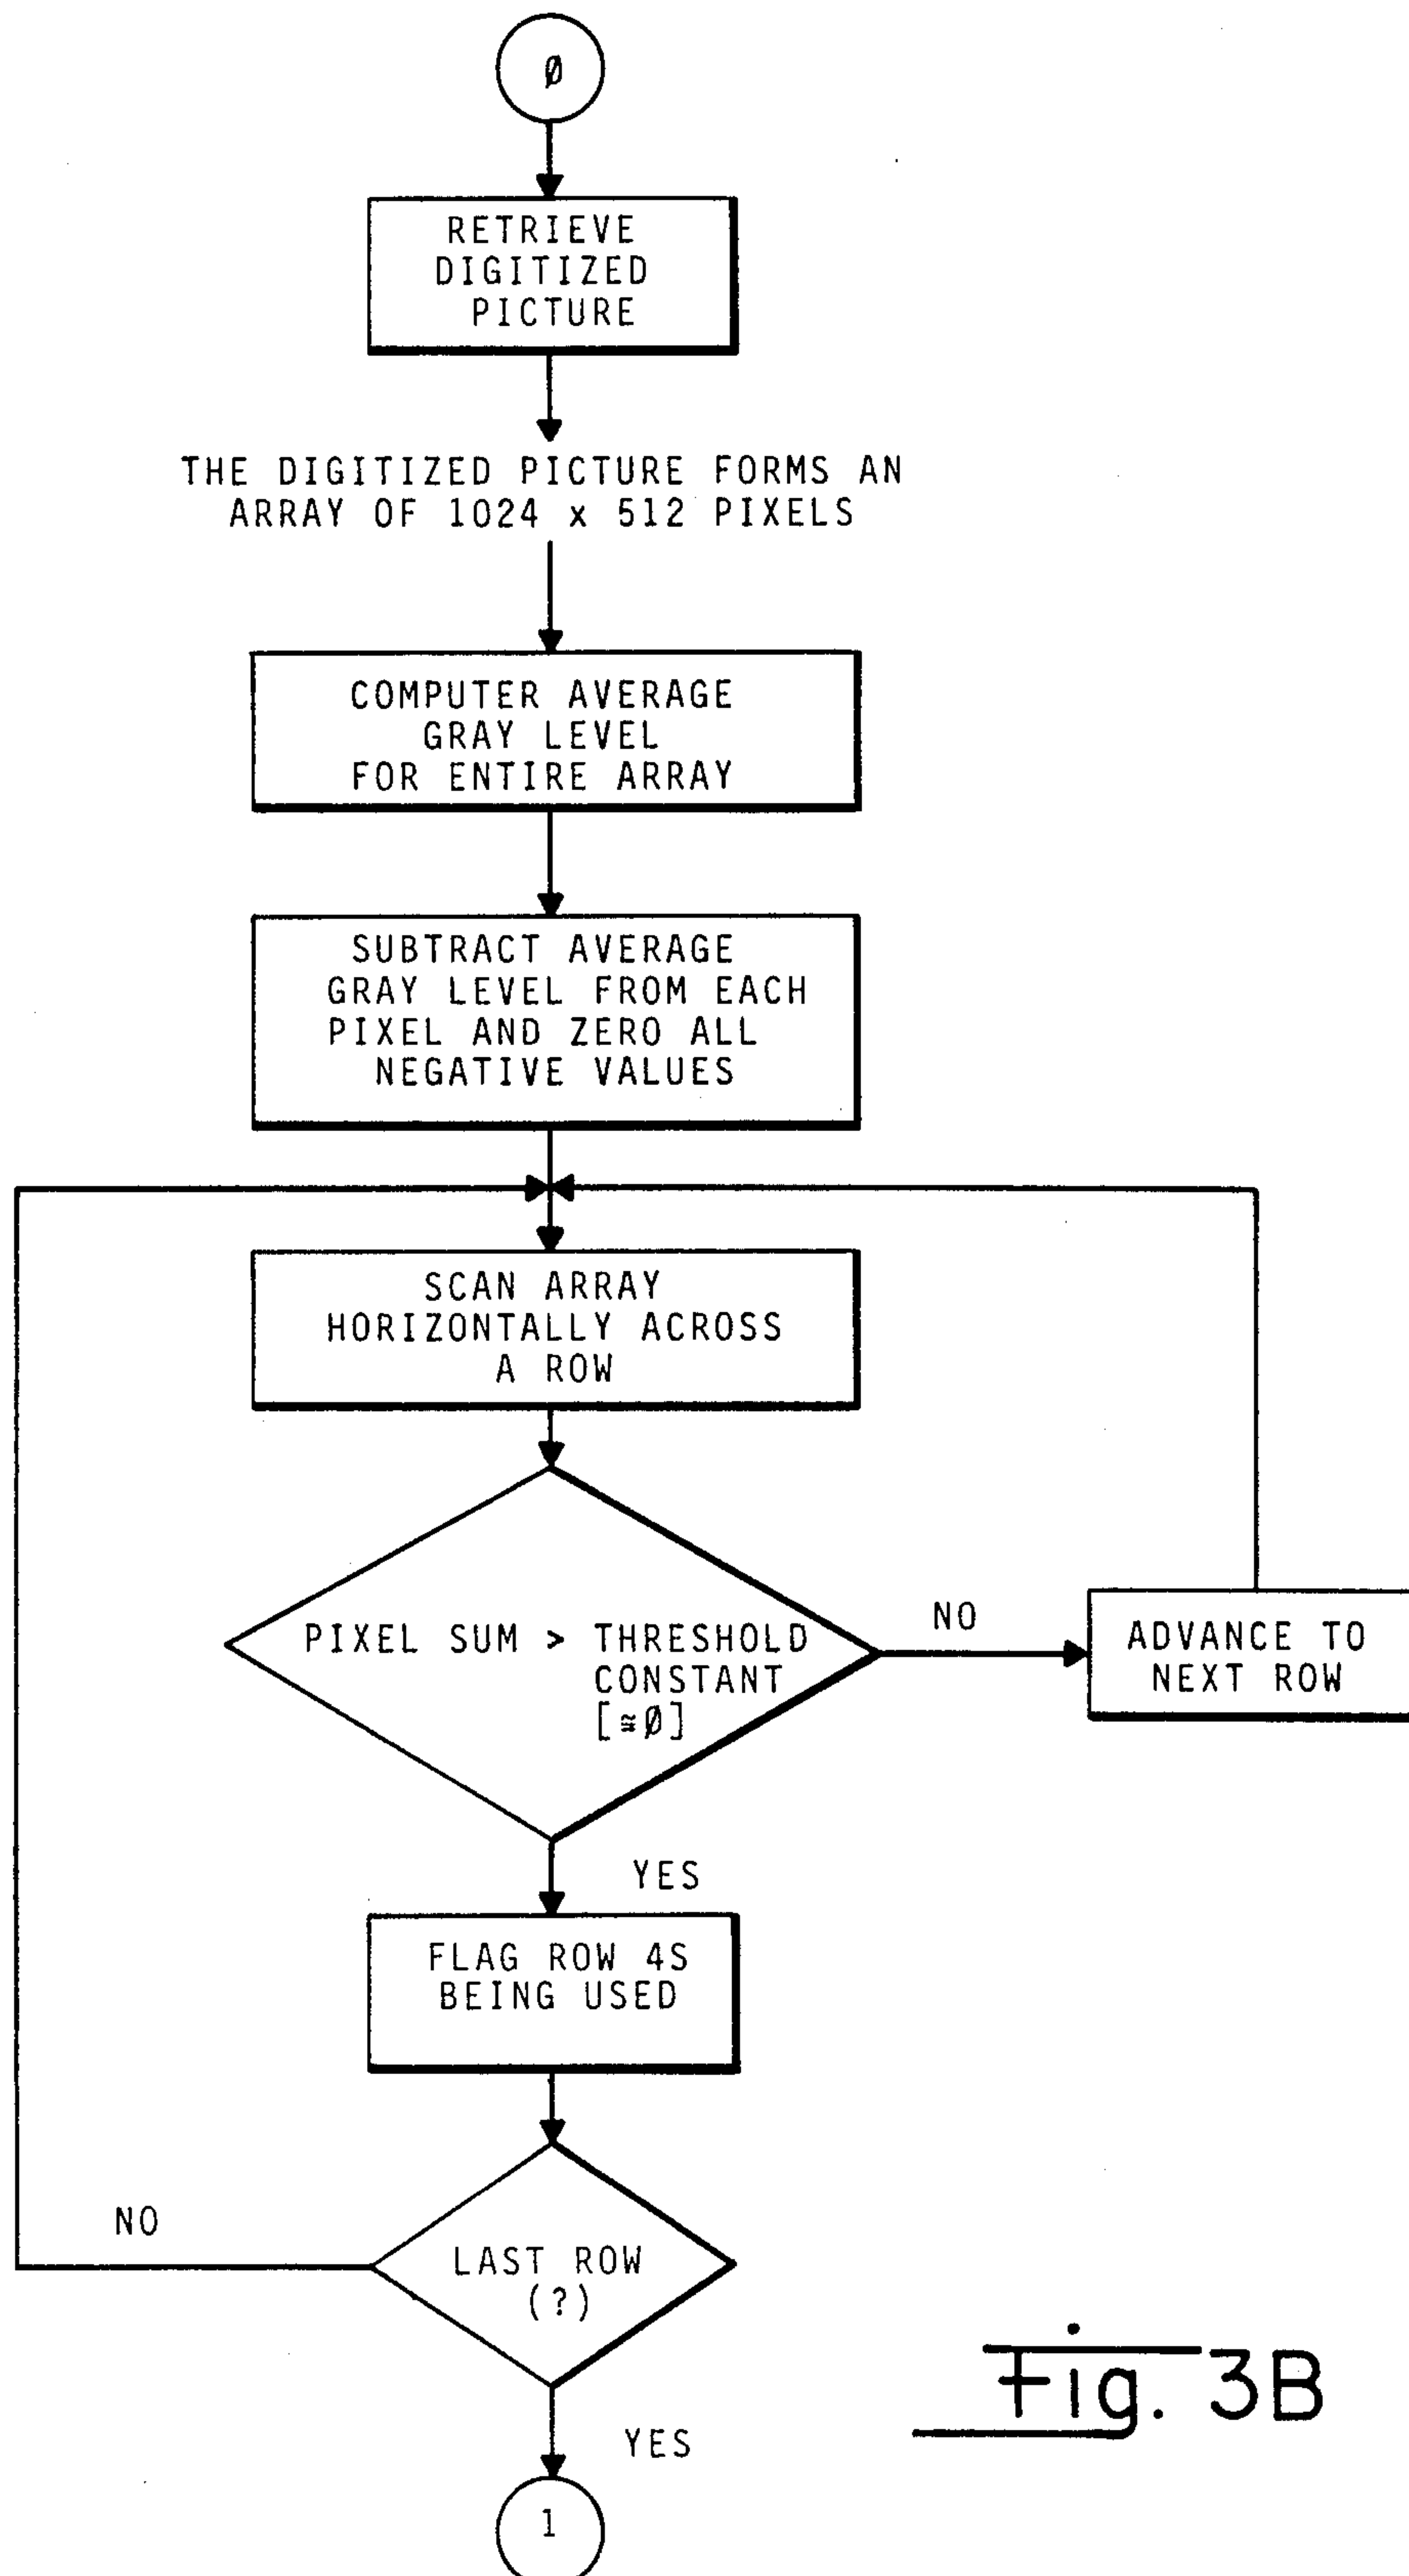 Ø
RETRIEVE
DIGITIZED
PICTURE
THE DIGITIZED PICTURE FORMS AN
ARRAY OF 1024 x 512 PIXELS
COMPUTER AVERAGE
GRAY LEVEL
FOR ENTIRE ARRAY
SUBTRACT AVERAGE
GRAY LEVEL FROM EACH
PIXEL AND ZERO ALL
NEGATIVE VALUES
SCAN ARRAY
HORIZONTALLY ACROSS
A ROW
PIXEL SUM > THRESHOLD
CONSTANT
[≅Ø]
NO
ADVANCE TO
NEXT ROW
YES
FLAG ROW 4S
BEING USED
NO
LAST ROW
(?)
YES
1
Fig. 3B